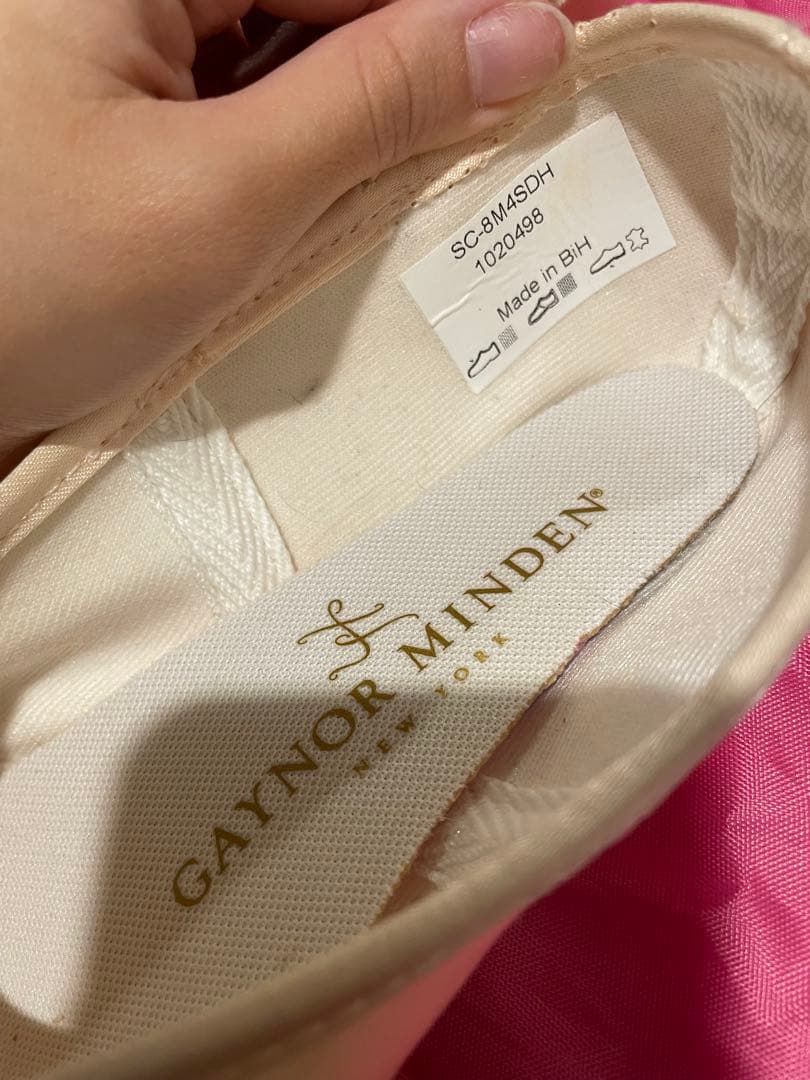 SC-8M4SDH
1020498
Made in BiH
GAYNOR MINDEN®
NEW YORK